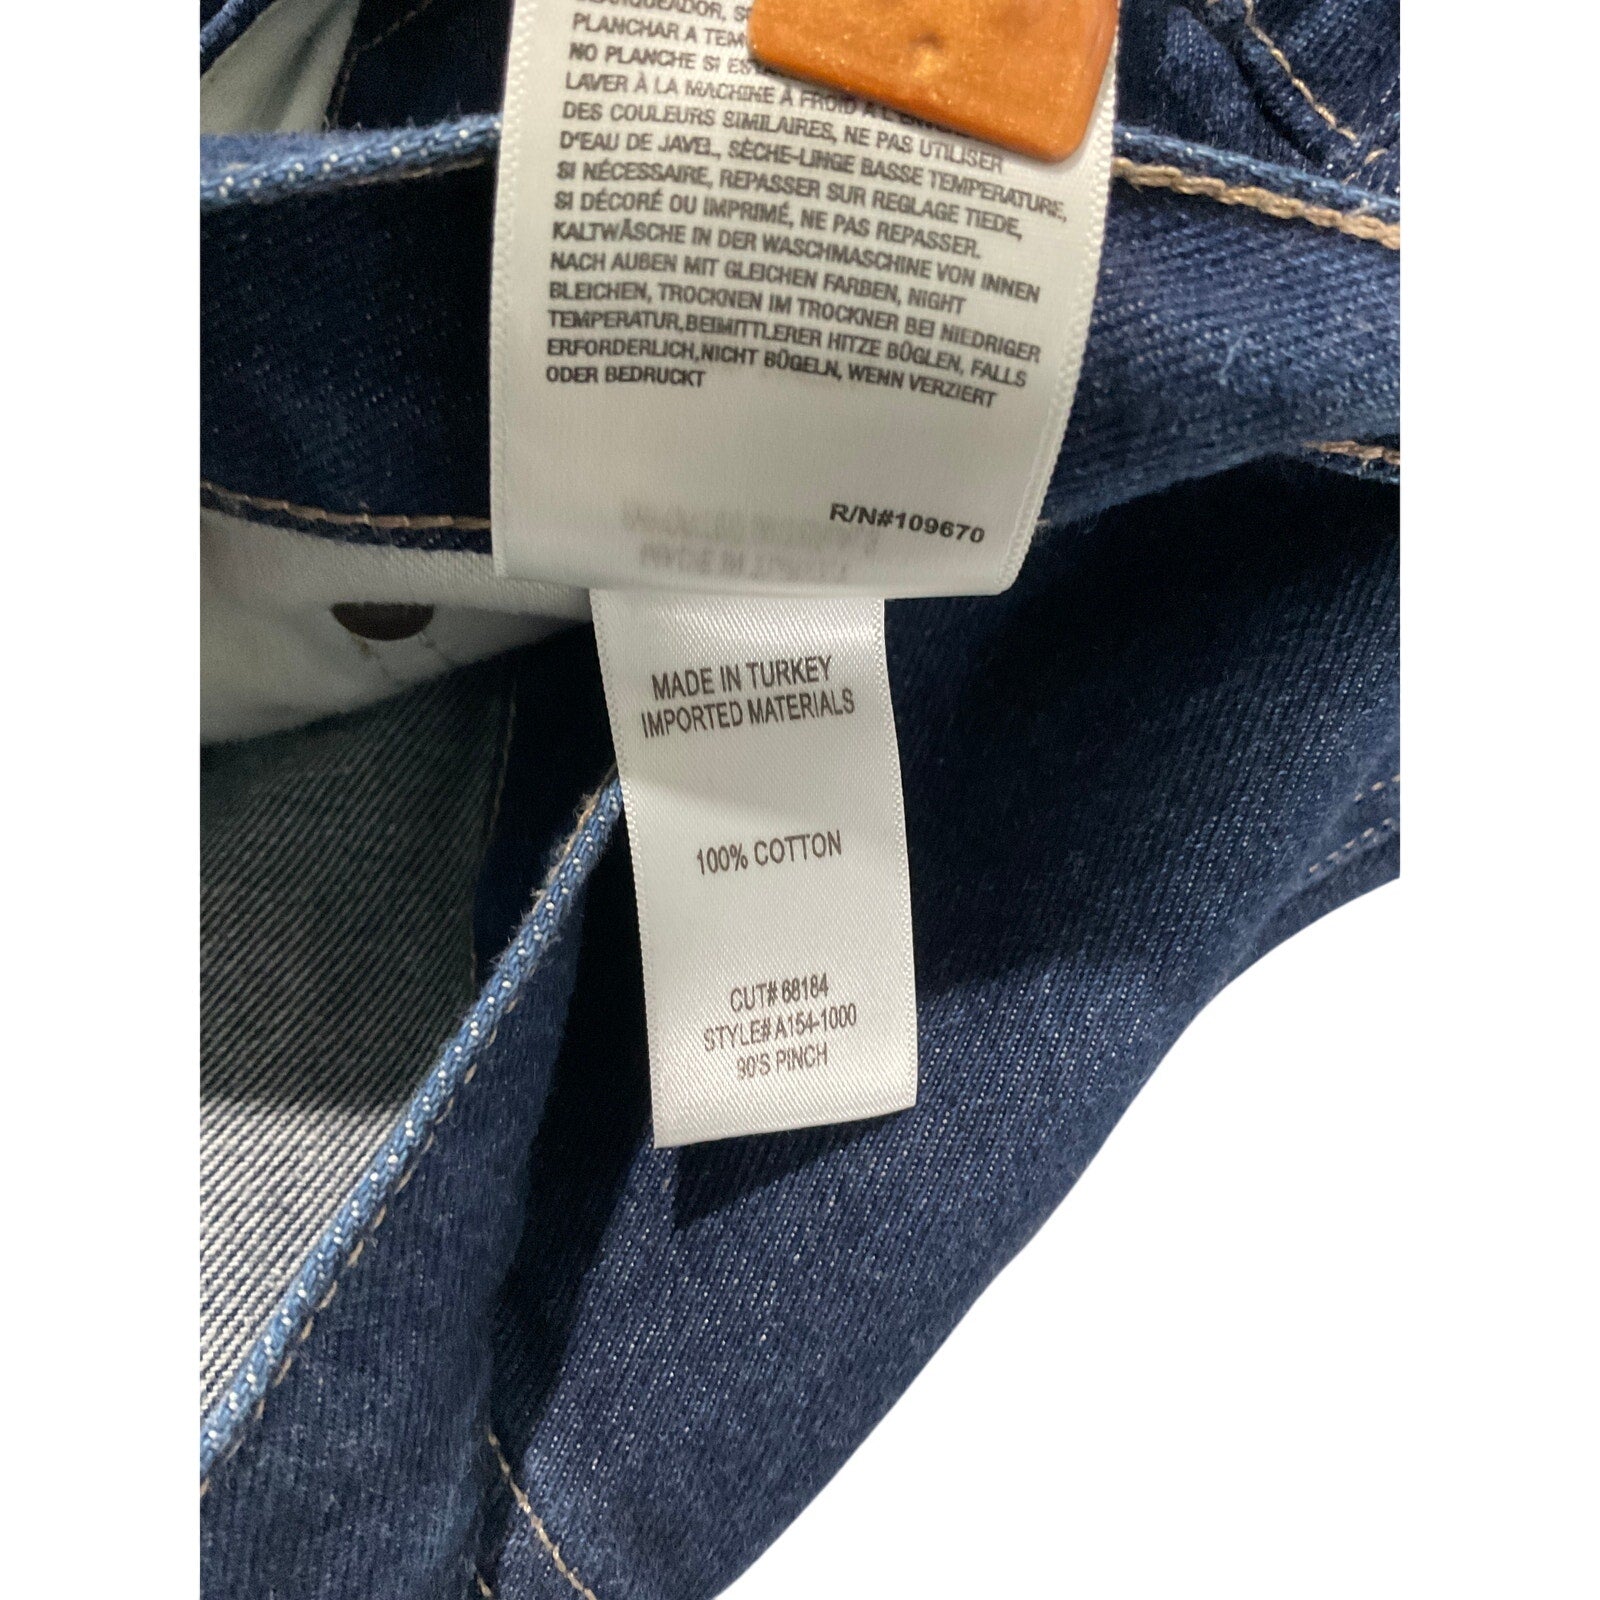 PLANCHAR A
NO PLANCHE SI
LAVER À LA MACHINE À FROID À
DES COULEURS SIMILAIRES, NE PAS UTILISER
D'EAU DE JAVEL, SÈCHE-LINGE BASSE TEMPERATURE,
SI NÉCESSAIRE, REPASSER SUR REGLAGE TIEDE,
SI DÉCORÉ OU IMPRIMÉ, NE PAS REPASSER.
KALTWÄSCHE IN DER WASCHMASCHINE VON INNEN
NACH AUßEN MIT GLEICHEN FARBEN, NIGHT
BLEICHEN, TROCKNEN IM TROCKNER BEI NIEDRIGER
TEMPERATUR,BEIMITTLERER HITZE BÜGLEN, FALLS
ERFORDERLICH,NICHT BÜGELN, WENN VERZIERT
ODER BEDRUCKT
R/N#109670
MADE IN TURKEY
IMPORTED MATERIALS
100% COTTON
CUT# 68184
STYLE# A154-1000
90'S PINCH